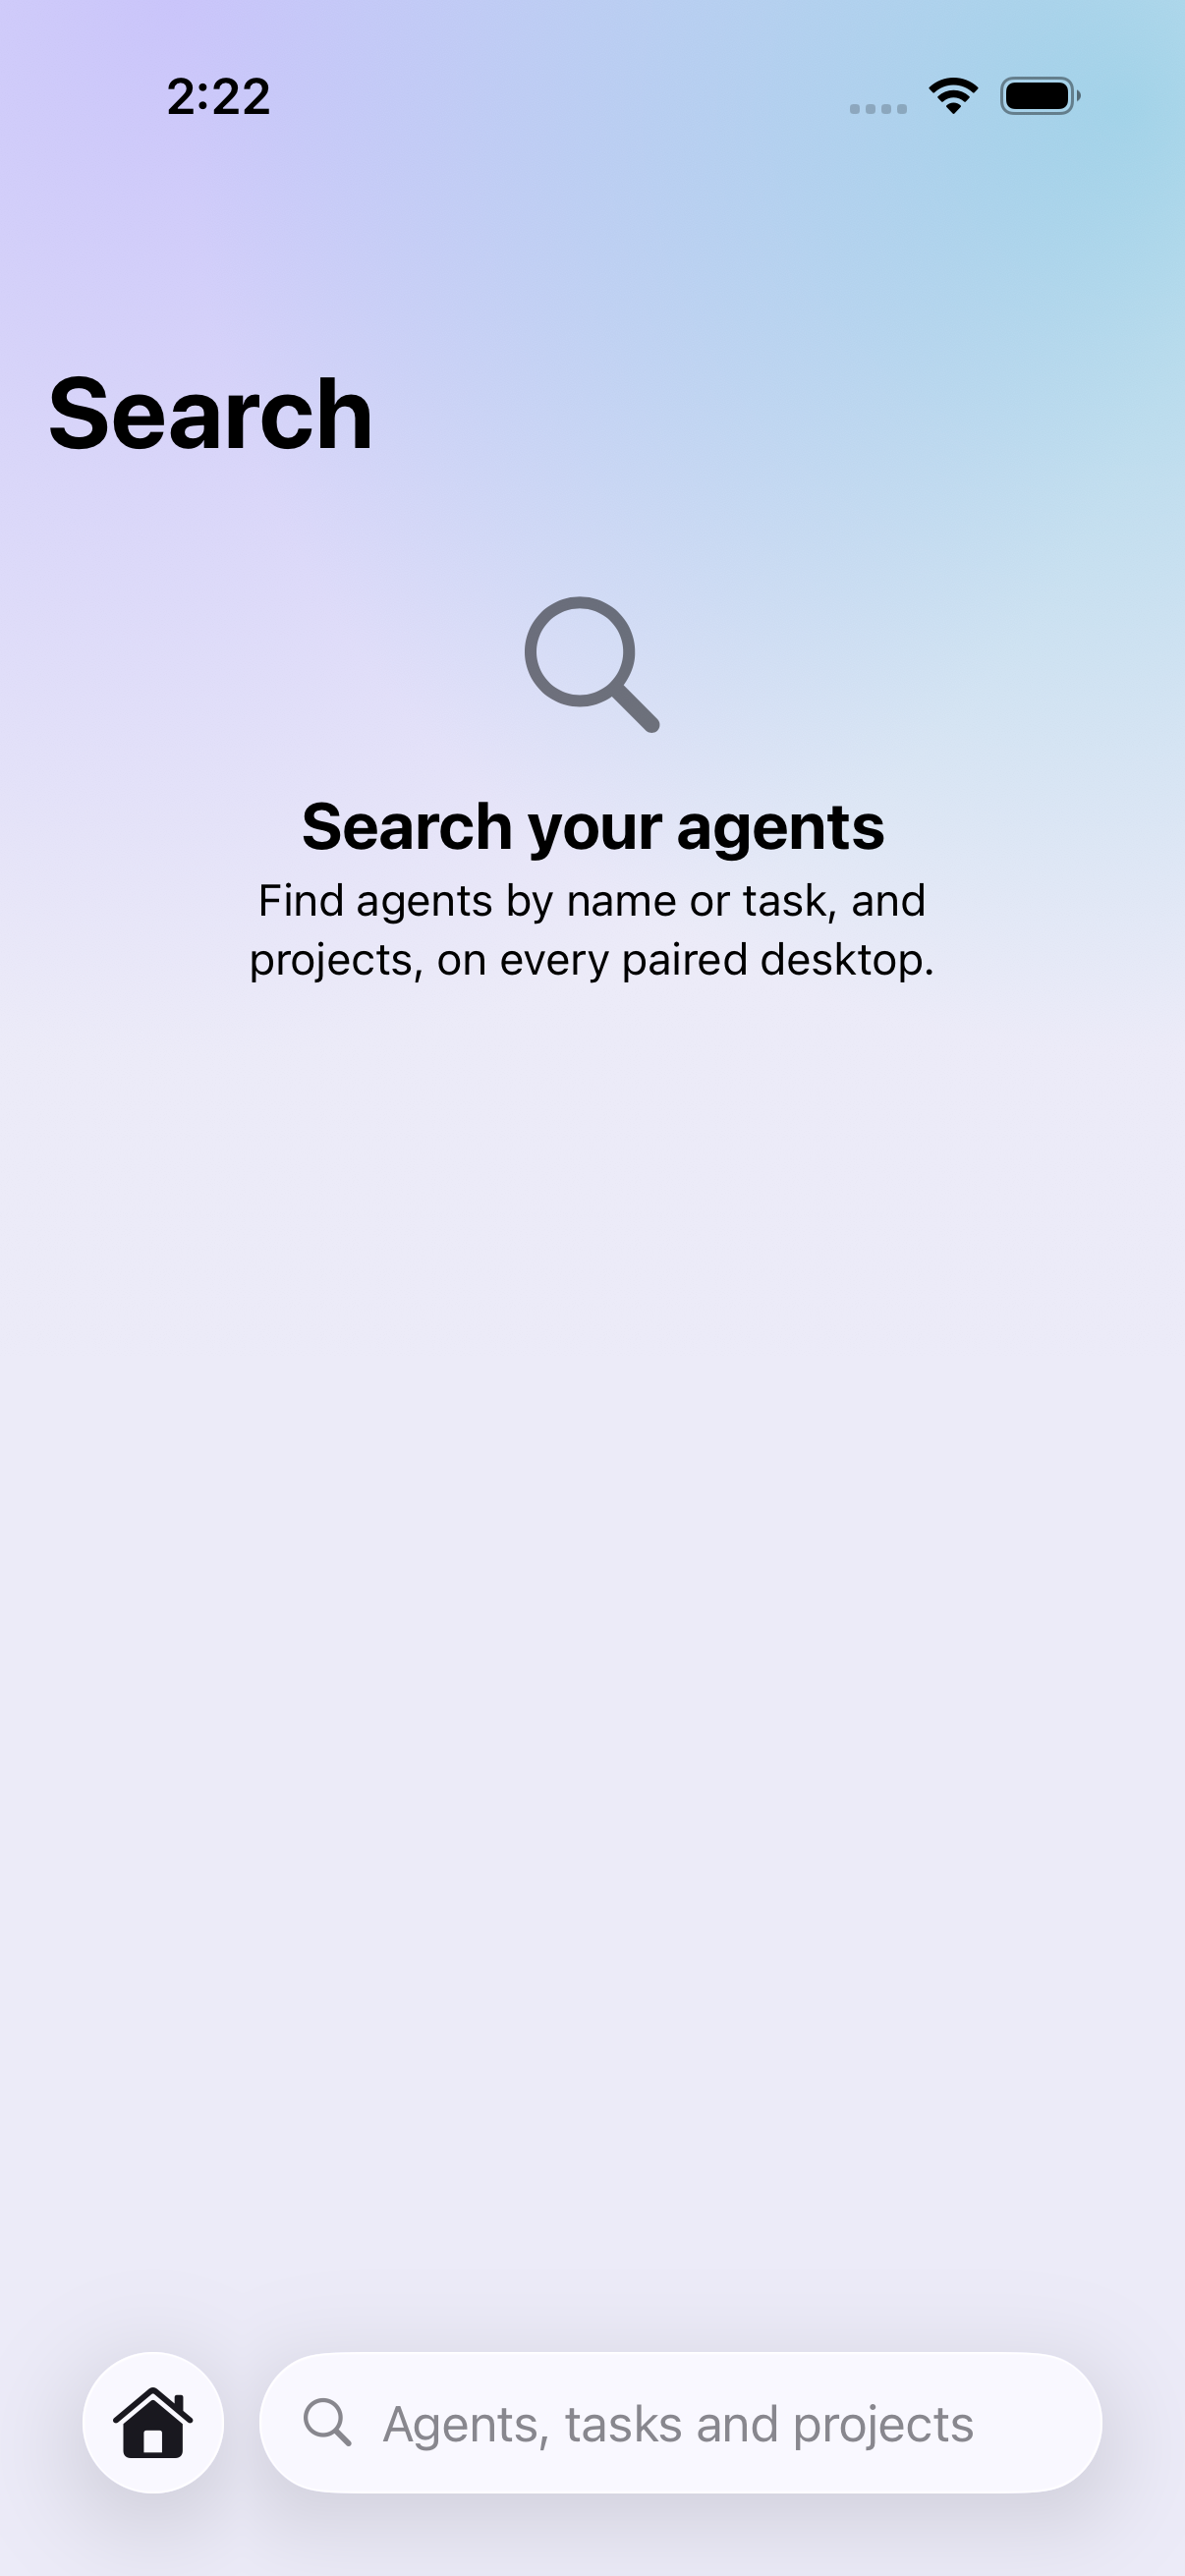 2:22
Search
Search your agents
Find agents by name or task, and
projects, on every paired desktop.
Agents, tasks and projects